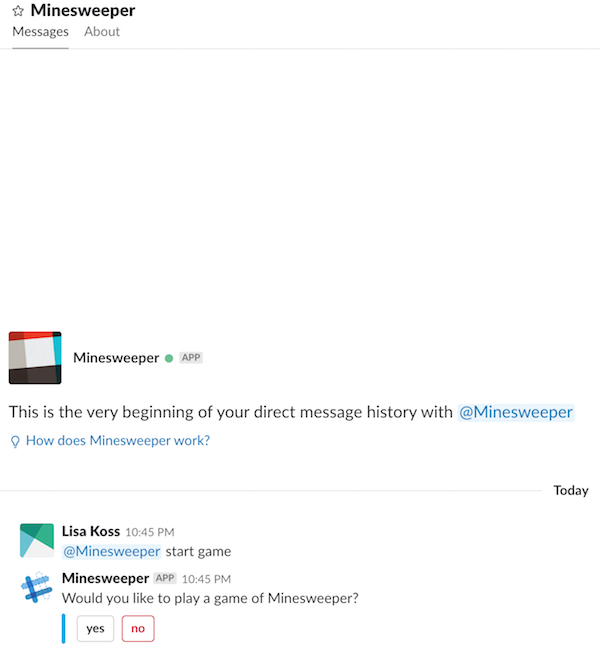 Minesweeper
Messages About
Minesweeper APP
This is the very beginning of your direct message history with @Minesweeper
How does Minesweeper work?
Today
Lisa Koss 10:45 PM
@Minesweeper start game
Minesweeper APP 10:45 PM
Would you like to play a game of Minesweeper?
yes no